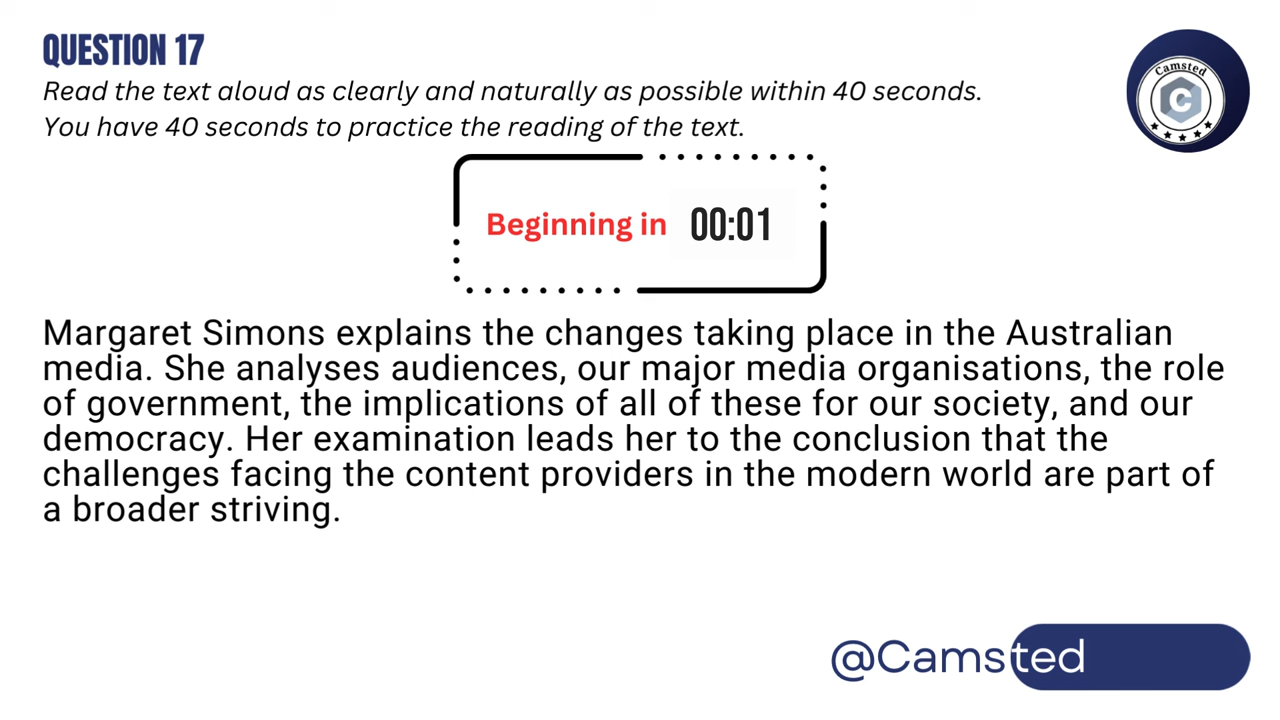 QUESTION 17
Read the text aloud as clearly and naturally as possible within 40 seconds.
You have 40 seconds to practice the reading of the text.
Camsted
C
Beginning in 00:01
Margaret Simons explains the changes taking place in the Australian
media. She analyses audiences, our major media organisations, the role
of government, the implications of all of these for our society, and our
democracy. Her examination leads her to the conclusion that the
challenges facing the content providers in the modern world are part of
a broader striving.
@Camsted